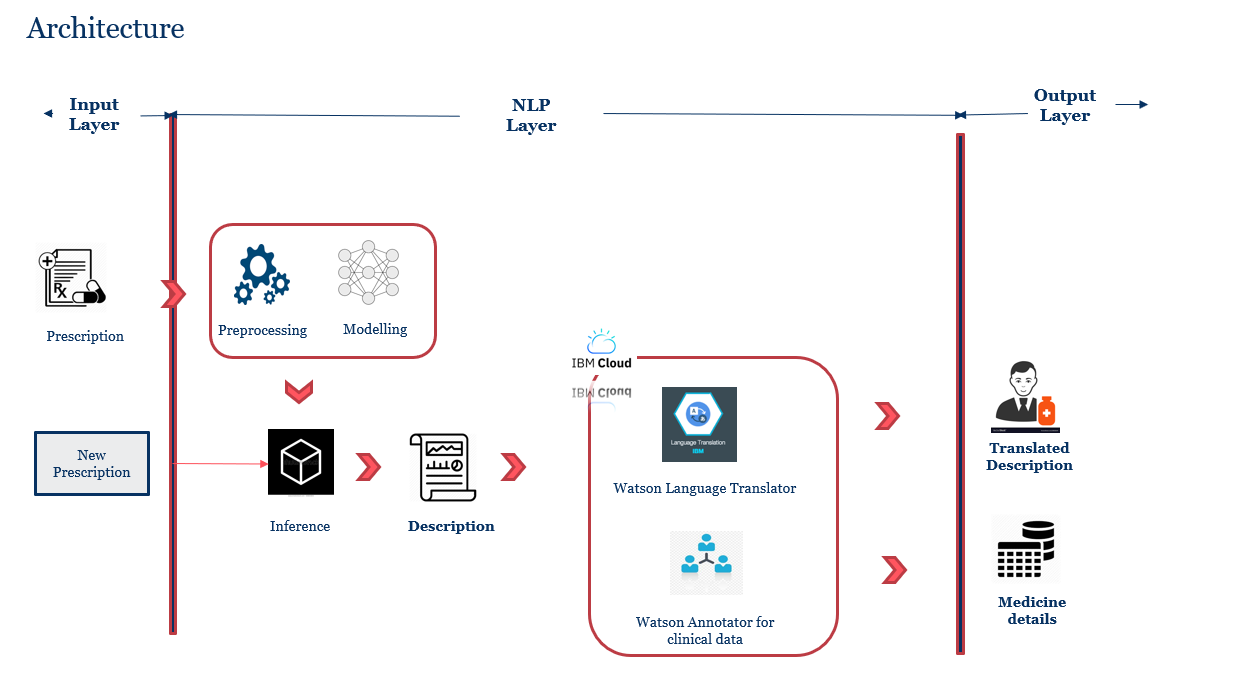 Architecture
Input
Layer
NLP
Layer
Output
Layer
Rx
Prescription
Preprocessing
Modelling
IBM Cloud
IBM Cloud
A
Language Translation
IBM
New
Prescription
Watson Language Translator
Translated
Description
Inference
Description
Watson Annotator for
clinical data
Medicine
details